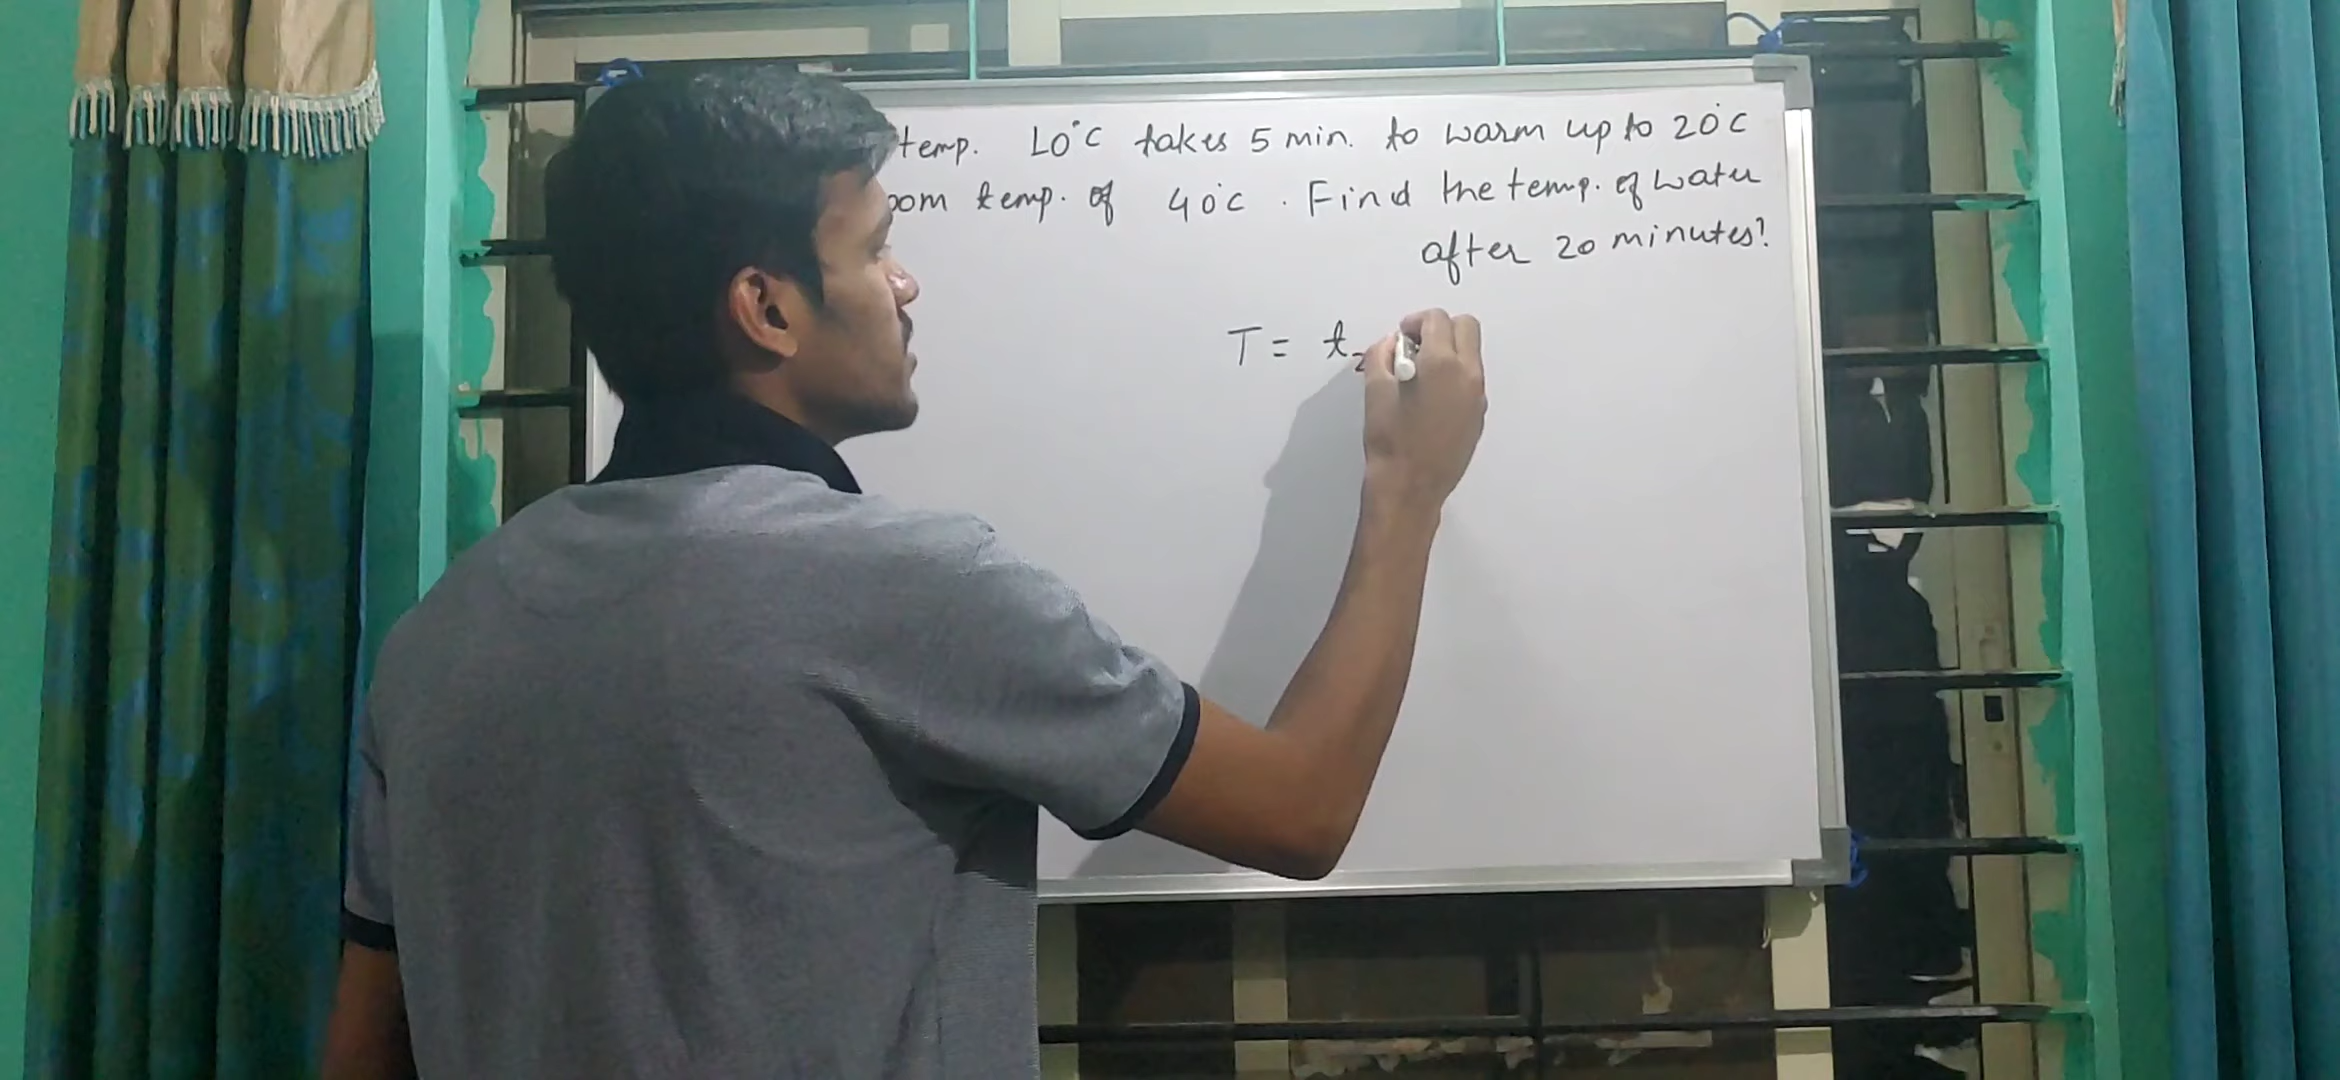 temp. 10°C takes 5 min. to warm up to 20°C
temp. of 40°C. Find the temp. of water
after 20 minutes?
T = t2